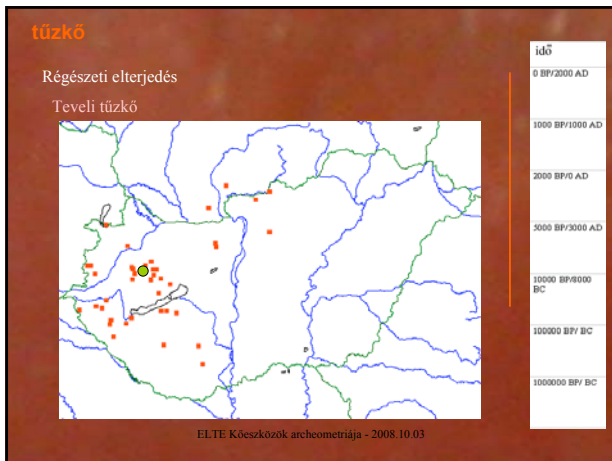 tűzkő
Régészeti elterjedés
Teveli tűzkő
idő
0 BP/2000 AD
1000 BP/1000 AD
2000 BP/0 AD
5000 BP/3000 AD
10000 BP/8000
BC
100000 BP/ BC
1000000 BP/ BC
ELTE Kőeszközök archeometriája - 2008.10.03